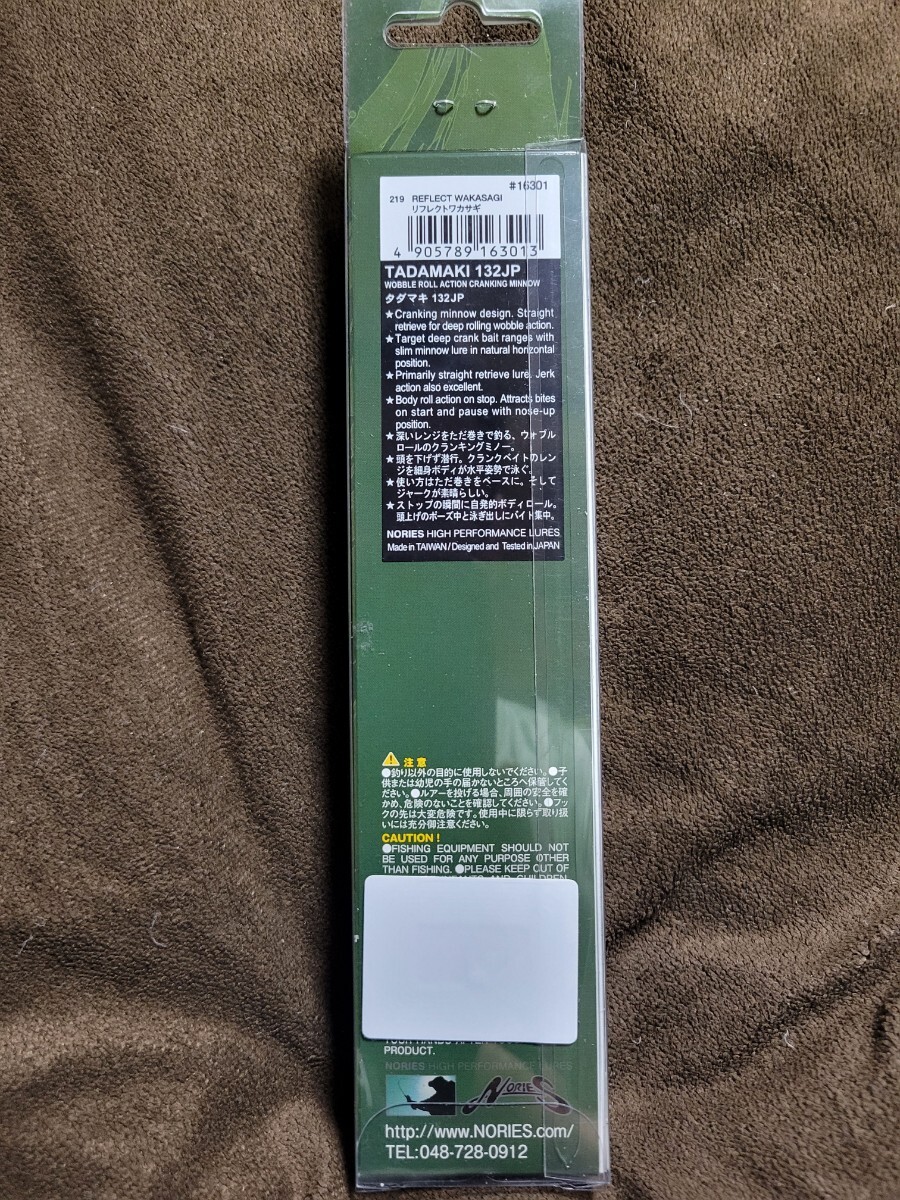 #16301
219 REFLECT WAKASAGI
リフレクトワカサギ
4 905789 163013
TADAMAKI 132JP
WOBBLE ROLL ACTION CRANKING MINNOW
タダマキ 132JP
★Cranking minnow design. Straight
retrieve for deep rolling wobble action.
★Target deep crank bait ranges with
slim minnow lure in natural horizontal
position.
★Primarily straight retrieve lure. Jerk
action also excellent.
★Body roll action on stop. Attracts bites
on start and pause with nose-up
position.
★深いレンジをただ巻きで釣る、ウォブル
ロールのクランキングミノー。
★頭を下げず潜行。クランクベイトのレン
ジを細身ボディが水平姿勢で泳ぐ。
★使い方はただ巻きをベースに。そして
ジャークが素晴らしい。
★ストップの瞬間に自発的ボディロール。
頭上げのポーズ中と泳ぎ出しにバイト集中。
NORIES HIGH PERFORMANCE LURES
Made in TAIWAN/Designed and Tested in JAPAN
注意
●釣り以外の目的に使用しないでください。●子
供または幼児の手の届かないところへ保管してく
ださい。●ルアーを投げる場合、周囲の安全を確
かめ、危険のないことを確認してください。●フッ
クの先は大変危険です。使用中に限らず取り扱
いには充分御注意ください。
CAUTION!
●FISHING EQUIPMENT SHOULD NOT
BE USED FOR ANY PURPOSE OTHER
THAN FISHING. ●PLEASE KEEP OUT OF
AND CHILDREN
YOUR HANDS
PRODUCT.
NORIES HIGH PERFORMANCE LURES
NORIES
http://www.NORIES.com/
TEL:048-728-0912